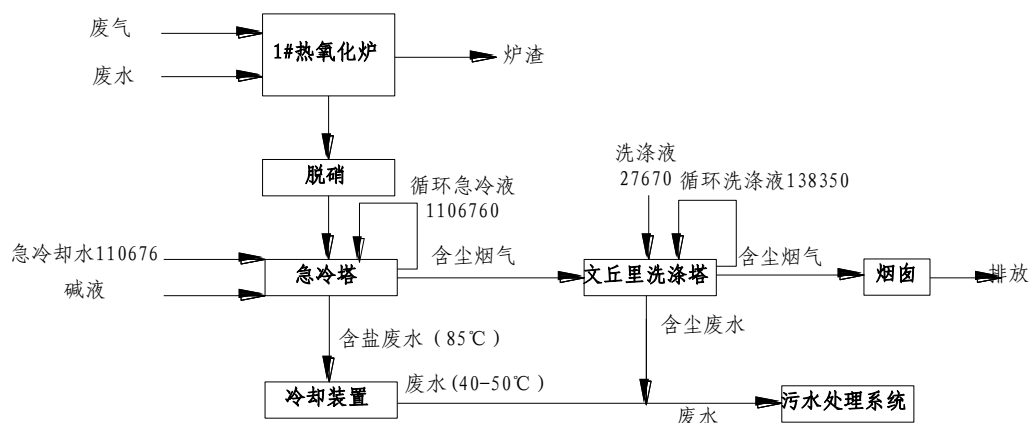 废气
1#热氧化炉
炉渣
废水
脱硝
循环急冷液
1106760
洗涤液
27670
循环洗涤液138350
急冷却水110676
急冷塔
含尘烟气
文丘里洗涤塔
含尘烟气
烟囱
排放
碱液
含盐废水（85℃）
含尘废水
冷却装置
废水(40-50℃)
废水
污水处理系统